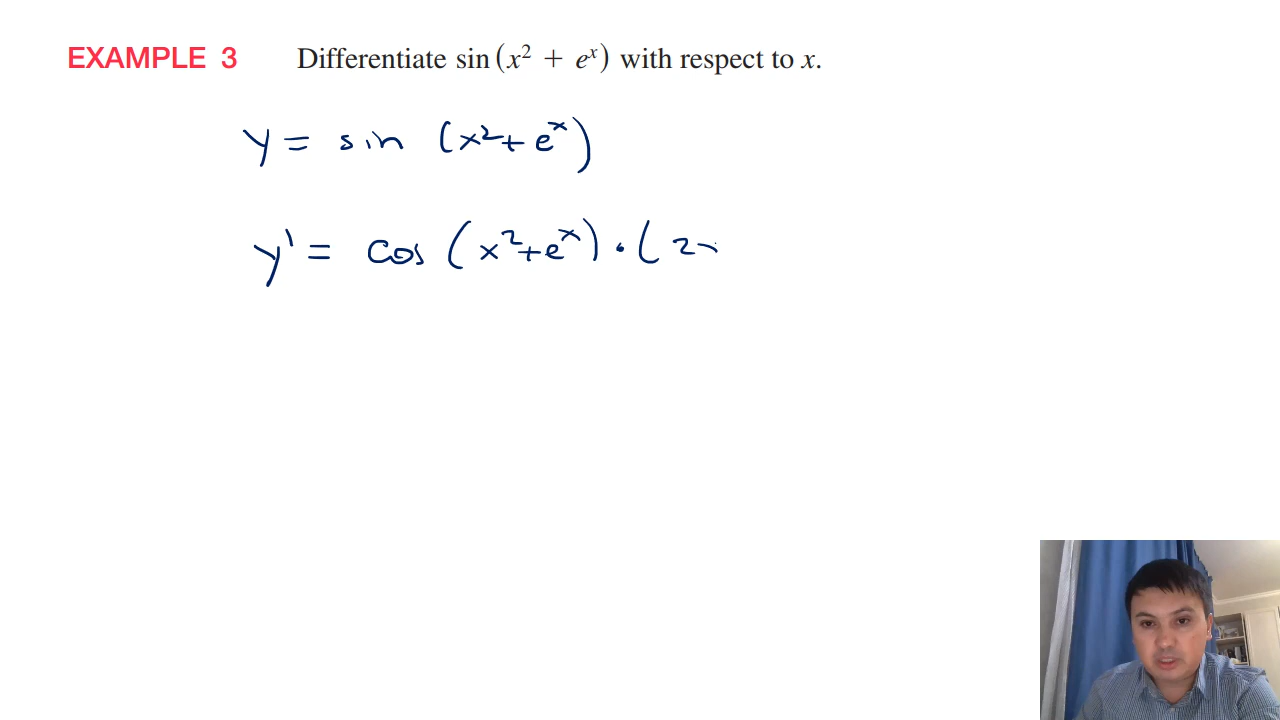 EXAMPLE 3 Differentiate sin (x² + eˣ) with respect to x.
y = sin (x²+eˣ)
y' = cos (x²+eˣ) · (2